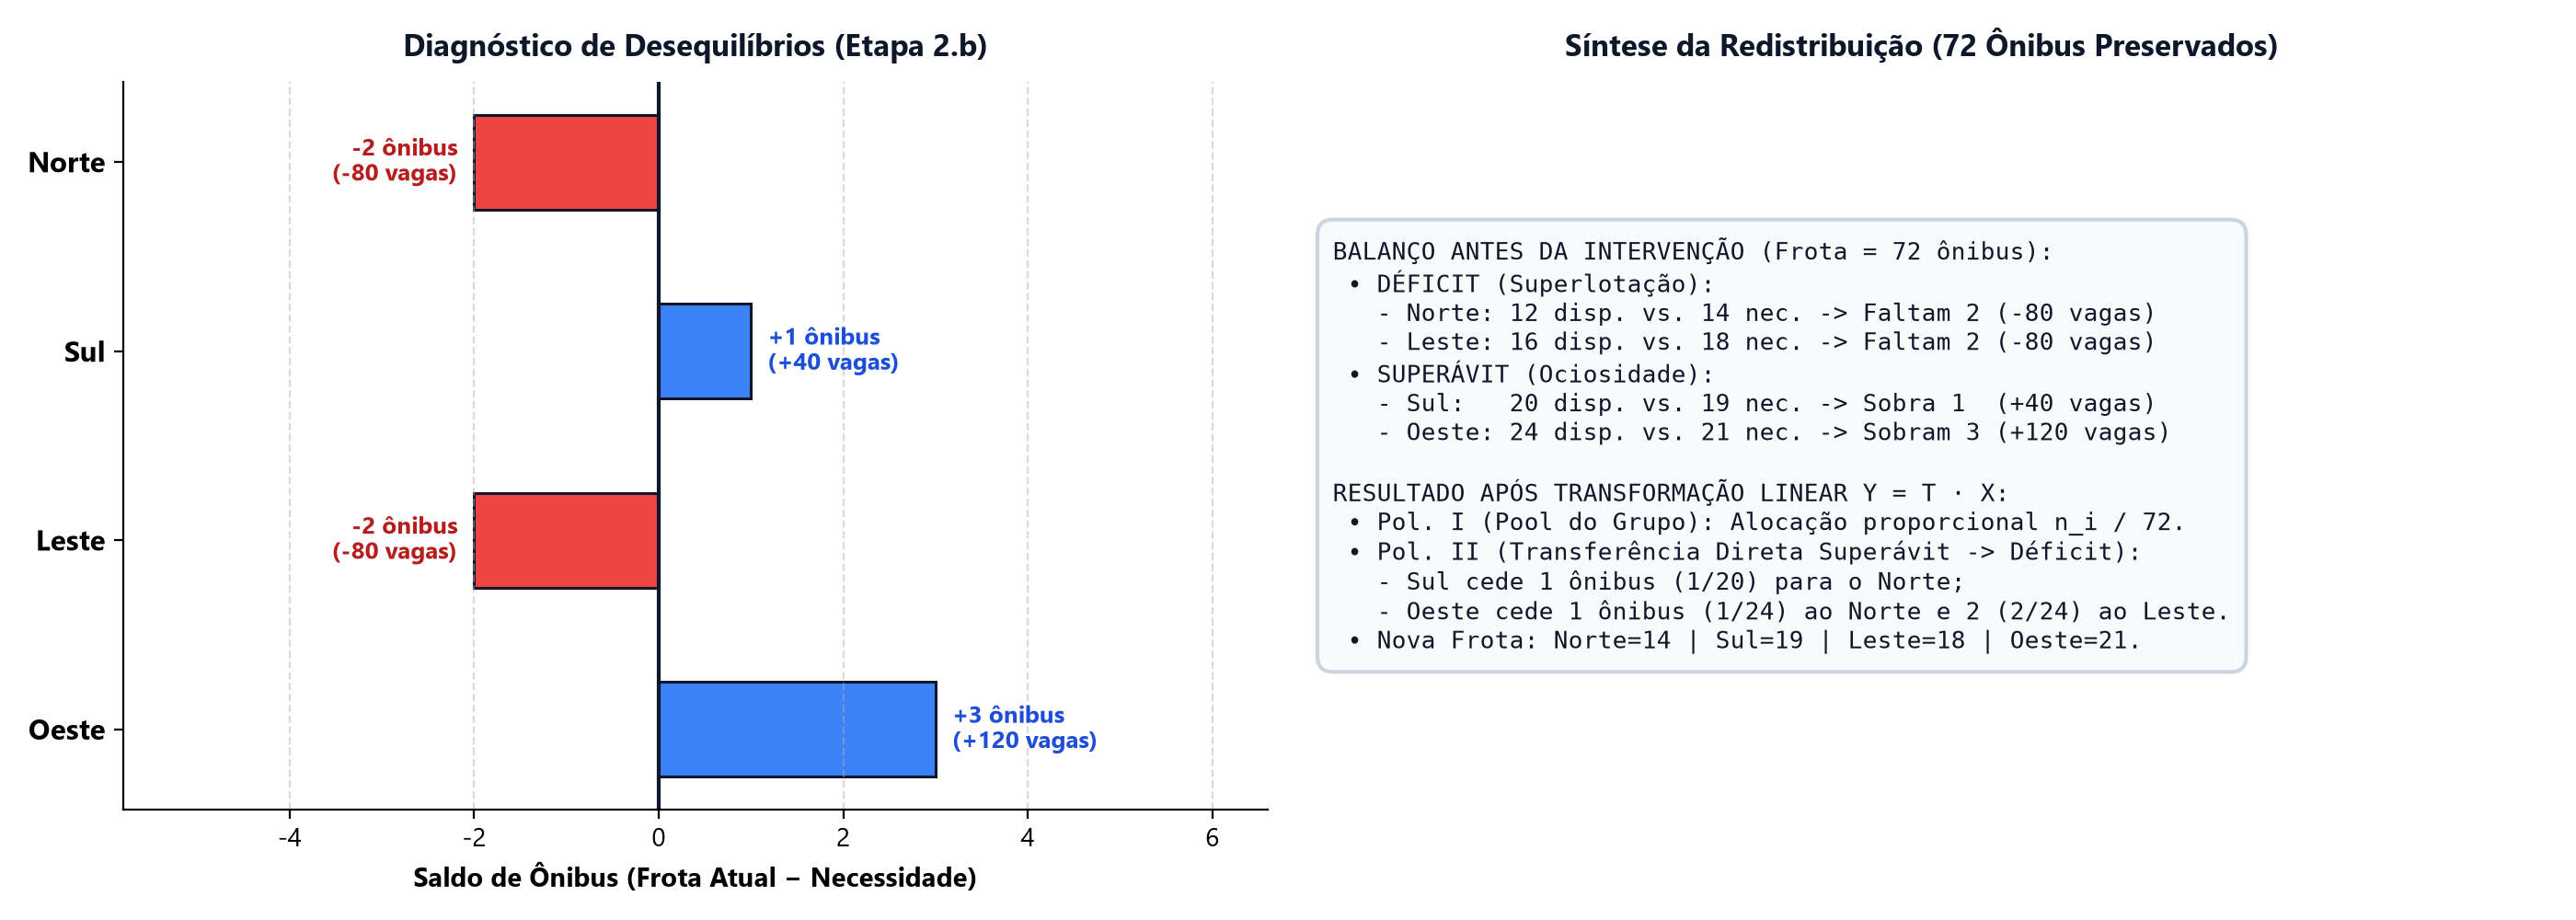 Diagnóstico de Desequilíbrios (Etapa 2.b)
Norte
-2 ônibus
(-80 vagas)
Sul
+1 ônibus
(+40 vagas)
Leste
-2 ônibus
(-80 vagas)
Oeste
+3 ônibus
(+120 vagas)
-4 -2 0 2 4 6
Saldo de Ônibus (Frota Atual − Necessidade)
Síntese da Redistribuição (72 Ônibus Preservados)
BALANÇO ANTES DA INTERVENÇÃO (Frota = 72 ônibus):
• DÉFICIT (Superlotação):
- Norte: 12 disp. vs. 14 nec. -> Faltam 2 (-80 vagas)
- Leste: 16 disp. vs. 18 nec. -> Faltam 2 (-80 vagas)
• SUPERÁVIT (Ociosidade):
- Sul:   20 disp. vs. 19 nec. -> Sobra 1  (+40 vagas)
- Oeste: 24 disp. vs. 21 nec. -> Sobram 3 (+120 vagas)
RESULTADO APÓS TRANSFORMAÇÃO LINEAR Y = T · X:
• Pol. I (Pool do Grupo): Alocação proporcional n_i / 72.
• Pol. II (Transferência Direta Superávit -> Déficit):
- Sul cede 1 ônibus (1/20) para o Norte;
- Oeste cede 1 ônibus (1/24) ao Norte e 2 (2/24) ao Leste.
• Nova Frota: Norte=14 | Sul=19 | Leste=18 | Oeste=21.